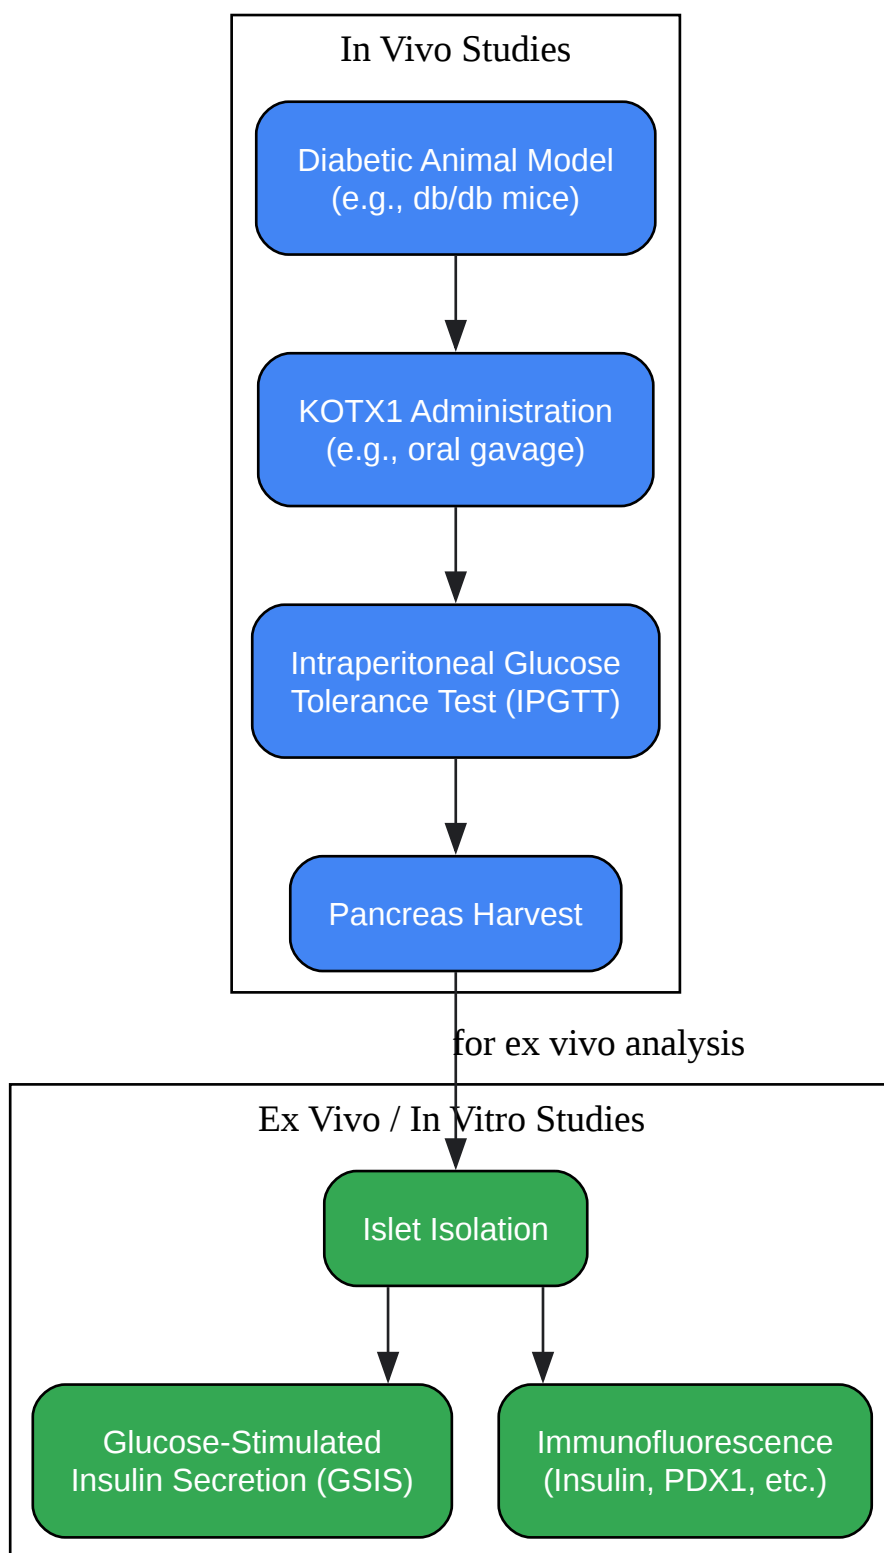 In Vivo Studies
Diabetic Animal Model
(e.g., db/db mice)
KOTX1 Administration
(e.g., oral gavage)
Intraperitoneal Glucose
Tolerance Test (IPGTT)
Pancreas Harvest
for ex vivo analysis
Ex Vivo / In Vitro Studies
Islet Isolation
Glucose-Stimulated
Insulin Secretion (GSIS)
Immunofluorescence
(Insulin, PDX1, etc.)